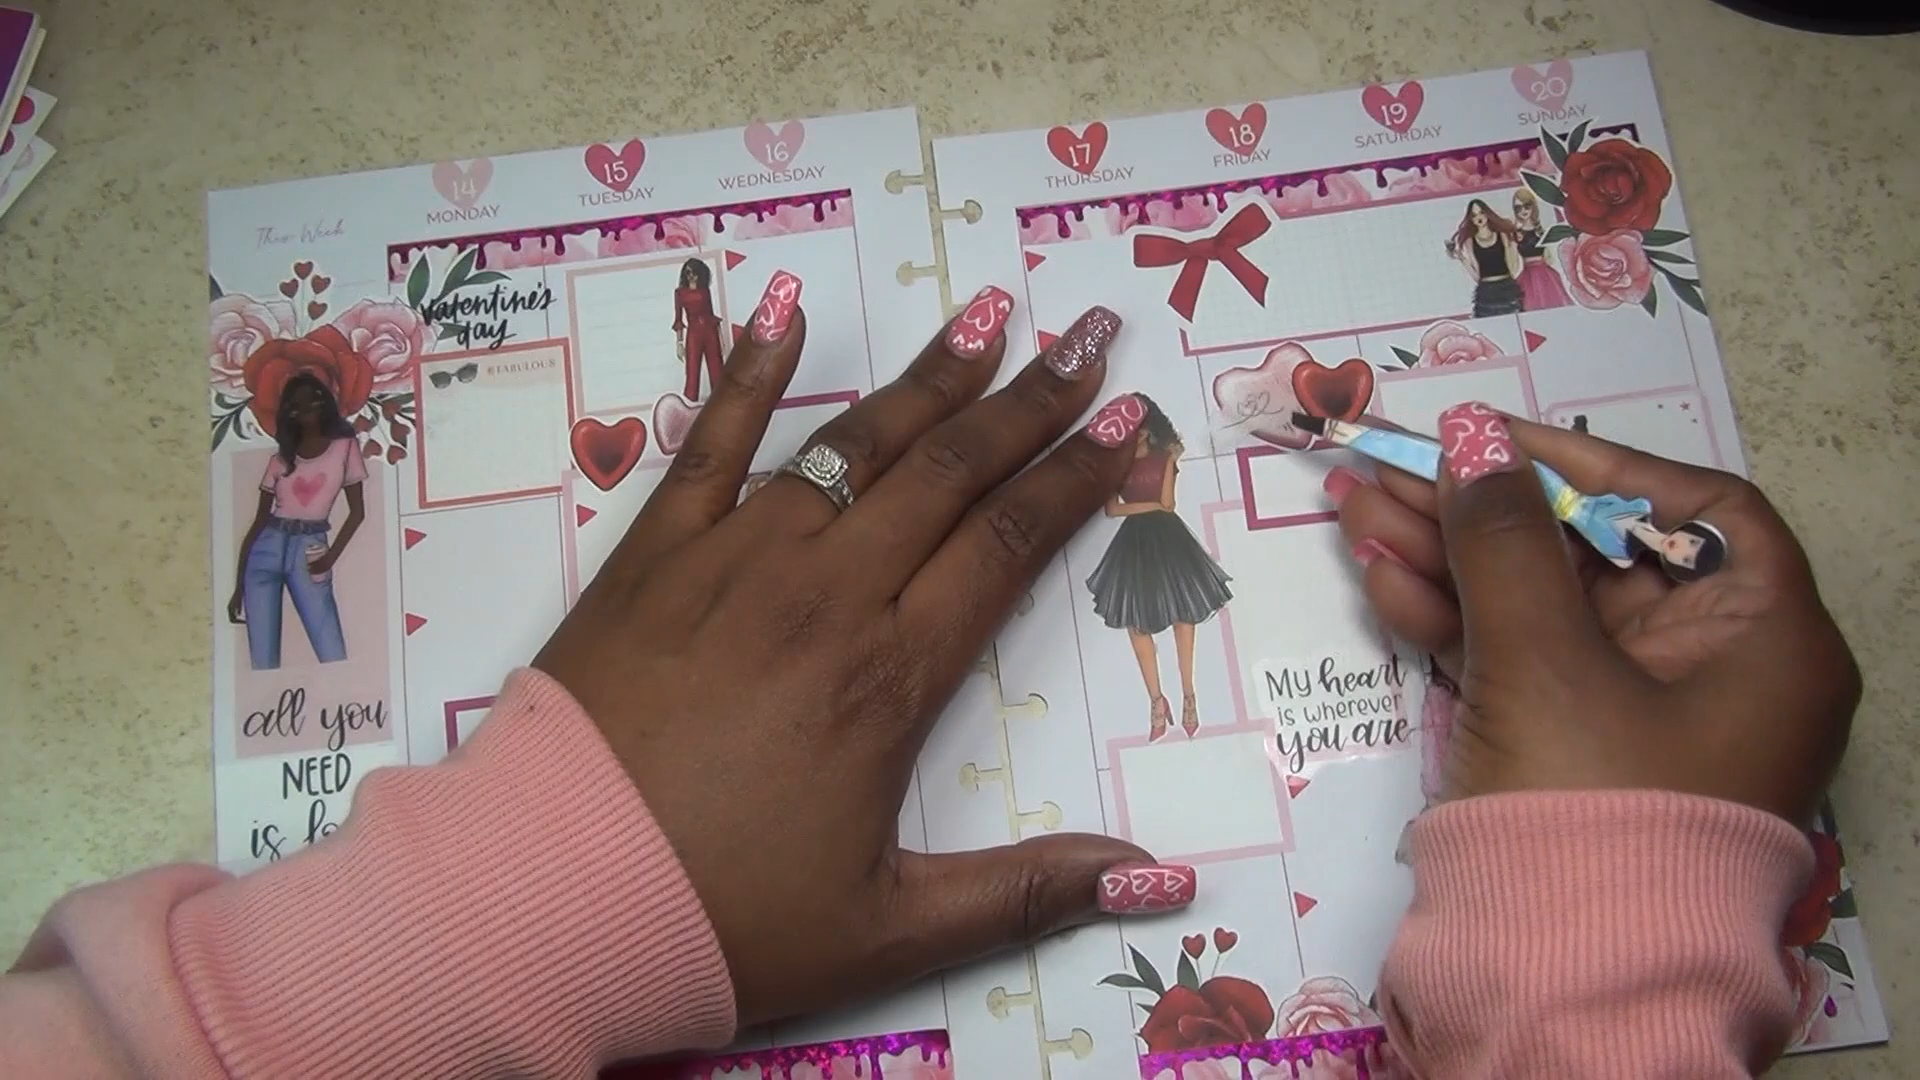 This Week
14
MONDAY
15
TUESDAY
16
WEDNESDAY
17
THURSDAY
18
FRIDAY
19
SATURDAY
20
SUNDAY
Valentine's
day
#FABULOUS
all you
NEED
is
My heart
is wherever
you are